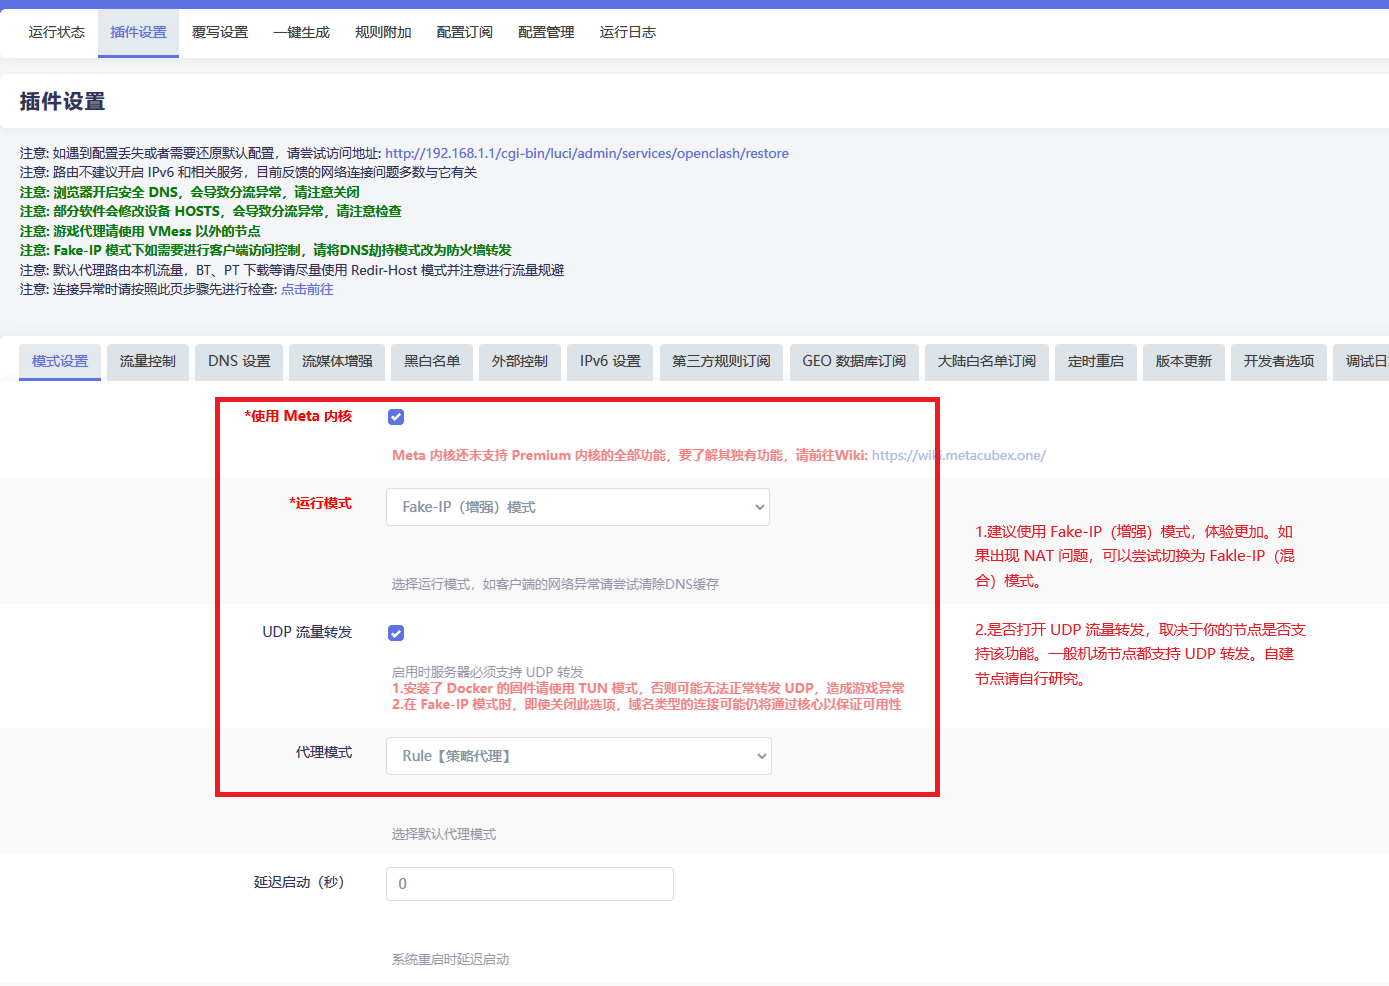 运行状态 插件设置 覆写设置 一键生成 规则附加 配置订阅 配置管理 运行日志
插件设置
注意: 如遇到配置丢失或者需要还原默认配置，请尝试访问地址: http://192.168.1.1/cgi-bin/luci/admin/services/openclash/restore
注意: 路由不建议开启 IPv6 和相关服务，目前反馈的网络连接问题多数与它有关
注意: 浏览器开启安全 DNS，会导致分流异常，请注意关闭
注意: 部分软件会修改设备 HOSTS，会导致分流异常，请注意检查
注意: 游戏代理请使用 VMess 以外的节点
注意: Fake-IP 模式下如需要进行客户端访问控制，请将DNS劫持模式改为防火墙转发
注意: 默认代理路由本机流量，BT、PT 下载等请尽量使用 Redir-Host 模式并注意进行流量规避
注意: 连接异常时请按照此页步骤先进行检查: 点击前往
模式设置 流量控制 DNS 设置 流媒体增强 黑白名单 外部控制 IPv6 设置 第三方规则订阅 GEO 数据库订阅 大陆白名单订阅 定时重启 版本更新 开发者选项 调试日
*使用 Meta 内核
Meta 内核还未支持 Premium 内核的全部功能，要了解其独有功能，请前往Wiki: https://wiki.metacubex.one/
*运行模式
Fake-IP（增强）模式
选择运行模式，如客户端的网络异常请尝试清除DNS缓存
1.建议使用 Fake-IP（增强）模式，体验更加。如
果出现 NAT 问题，可以尝试切换为 Fakle-IP（混
合）模式。
UDP 流量转发
启用时服务器必须支持 UDP 转发
1.安装了 Docker 的固件请使用 TUN 模式，否则可能无法正常转发 UDP，造成游戏异常
2.在 Fake-IP 模式时，即使关闭此选项，域名类型的连接可能仍将通过核心以保证可用性
2.是否打开 UDP 流量转发，取决于你的节点是否支
持该功能。一般机场节点都支持 UDP 转发。自建
节点请自行研究。
代理模式
Rule【策略代理】
选择默认代理模式
延迟启动（秒）
0
系统重启时延迟启动